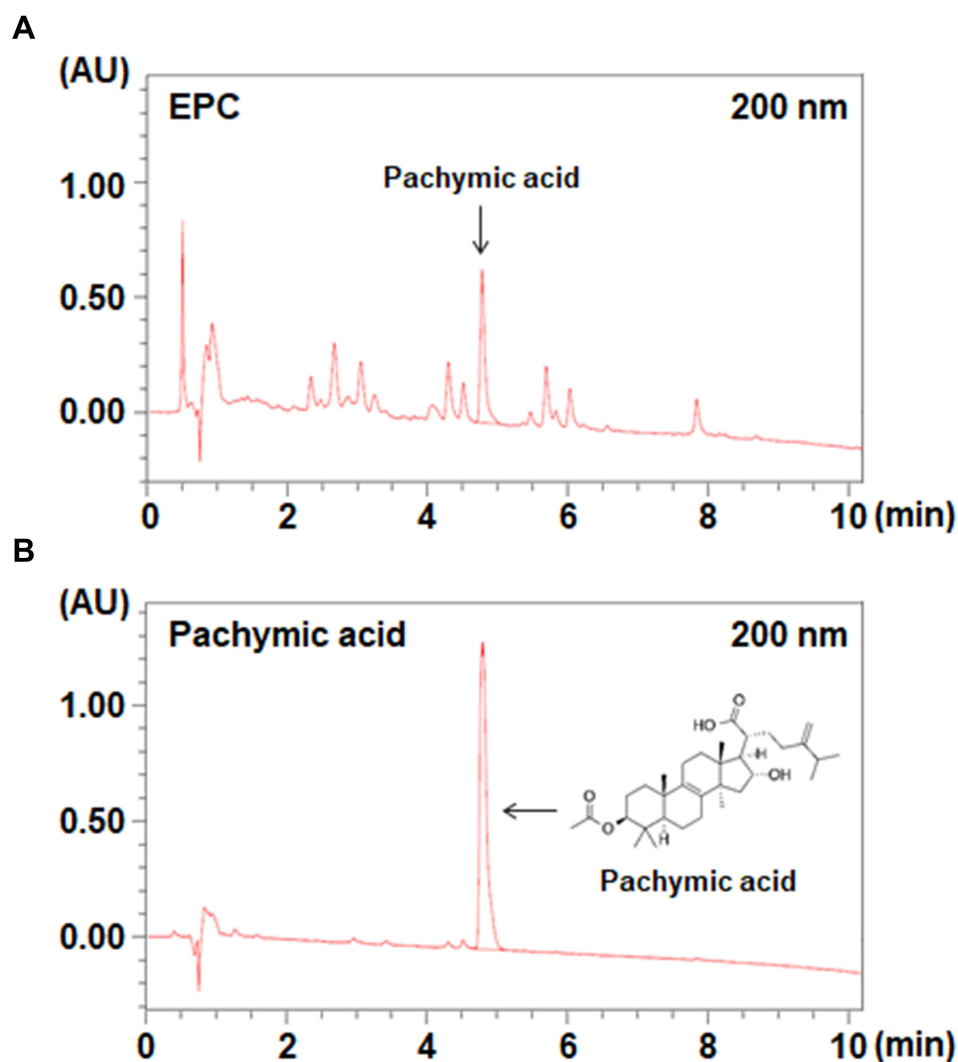 A
(AU)
EPC 200 nm
Pachymic acid
1.00
0.50
0.00
0 2 4 6 8 10 (min)
B
(AU)
Pachymic acid 200 nm
1.00
0.50
0.00
O
HO
H
OH
O
O
H
Pachymic acid
0 2 4 6 8 10 (min)